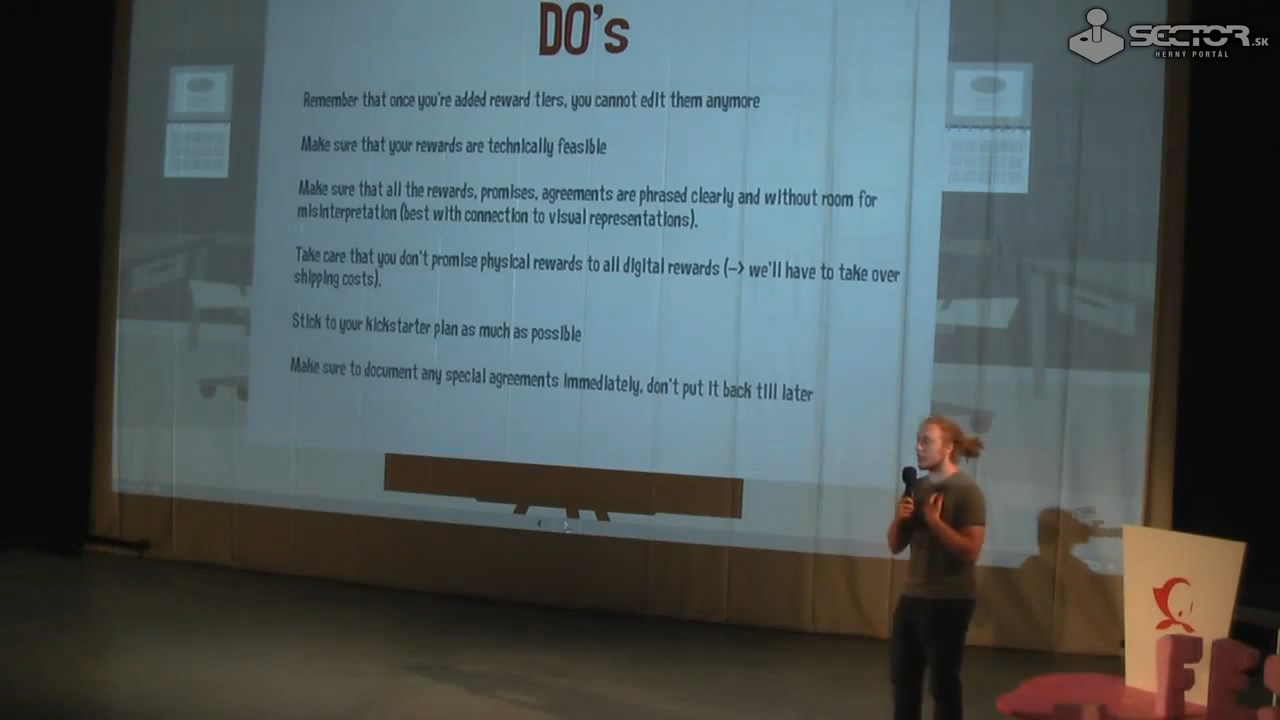 SECTOR.SK
HERNÝ PORTÁL
DO's
Remember that once you're added reward tiers, you cannot edit them anymore
Make sure that your rewards are technically feasible
Make sure that all the rewards, promises, agreements are phrased clearly and without room for
misinterpretation (best with connection to visual representations).
Take care that you don't promise physical rewards to all digital rewards (–> we'll have to take over
shipping costs).
Stick to your kickstarter plan as much as possible
Make sure to document any special agreements immediately, don't put it back till later
FE